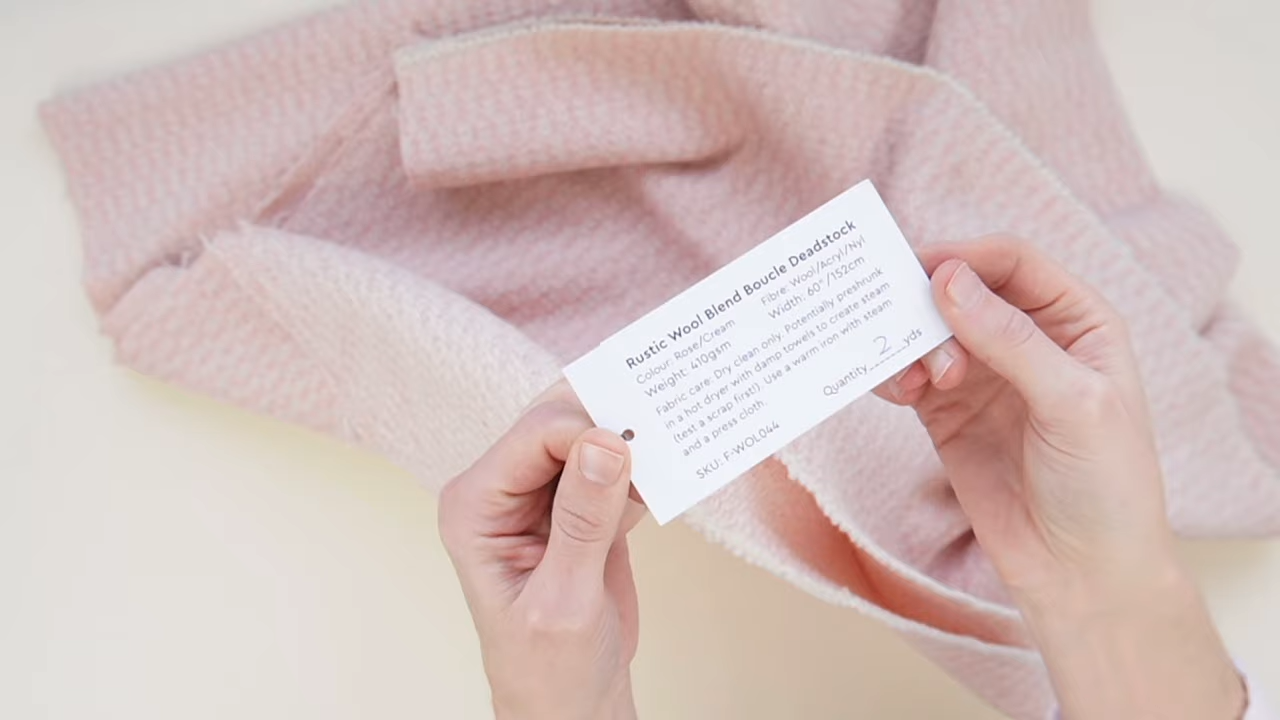 Rustic Wool Blend Boucle Deadstock
Colour: Rose/Cream Fibre: Wool/Acryl/Nyl
Weight: 410gsm Width: 60"/152cm
Fabric care: Dry clean only. Potentially preshrunk
in a hot dryer with damp towels to create steam
(test a scrap first!). Use a warm iron with steam
and a press cloth.
Quantity 2 yds
SKU: F-WOL044